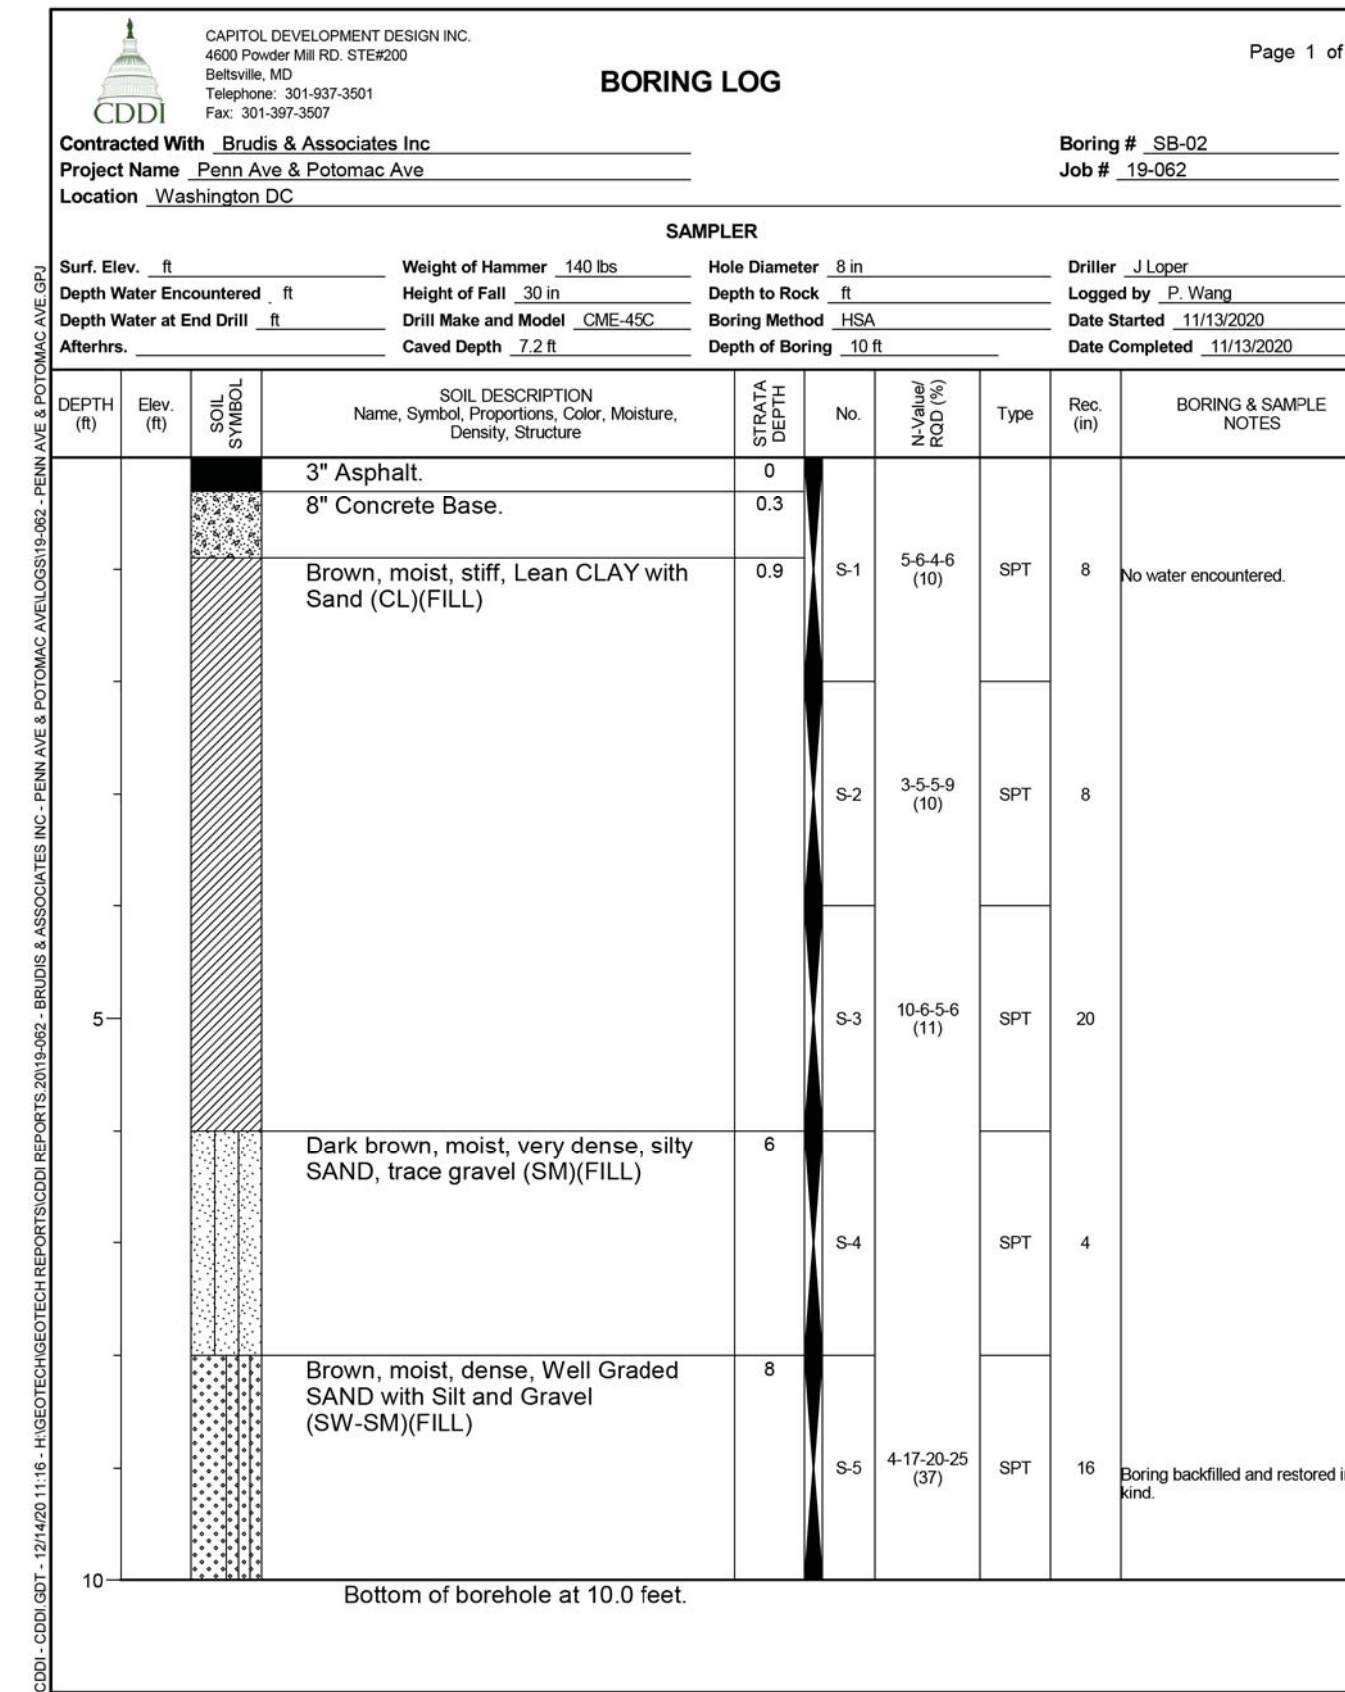 CAPITOL DEVELOPMENT DESIGN INC.
4600 Powder Mill RD. STE#200
Beltsville, MD
Telephone: 301-937-3501
Fax: 301-397-3507
CDDI
BORING LOG
Page 1 of
Contracted With Brudis & Associates Inc
Boring # SB-02
Project Name Penn Ave & Potomac Ave
Job # 19-062
Location Washington DC
SAMPLER
Surf. Elev. ft
Weight of Hammer 140 lbs
Hole Diameter 8 in
Driller J Loper
Depth Water Encountered ft
Height of Fall 30 in
Depth to Rock ft
Logged by P. Wang
Depth Water at End Drill ft
Drill Make and Model CME-45C
Boring Method HSA
Date Started 11/13/2020
Afterhrs.
Caved Depth 7.2 ft
Depth of Boring 10 ft
Date Completed 11/13/2020
DEPTH
(ft)
Elev.
(ft)
SOIL
SYMBOL
SOIL DESCRIPTION
Name, Symbol, Proportions, Color, Moisture,
Density, Structure
STRATA
DEPTH
No.
N-Value/
RQD (%)
Type
Rec.
(in)
BORING & SAMPLE
NOTES
3" Asphalt.
0
8" Concrete Base.
0.3
Brown, moist, stiff, Lean CLAY with
Sand (CL)(FILL)
0.9
S-1
5-6-4-6
(10)
SPT
8
No water encountered.
S-2
3-5-5-9
(10)
SPT
8
5
S-3
10-6-5-6
(11)
SPT
20
Dark brown, moist, very dense, silty
SAND, trace gravel (SM)(FILL)
6
S-4
SPT
4
Brown, moist, dense, Well Graded
SAND with Silt and Gravel
(SW-SM)(FILL)
8
S-5
4-17-20-25
(37)
SPT
16
Boring backfilled and restored i
kind.
10
Bottom of borehole at 10.0 feet.
CDDI - CDDI.GDT - 12/14/20 11:16 - H:\GEOTECH\GEOTECH REPORTS\CDDI REPORTS.20\19-062 - BRUDIS & ASSOCIATES INC - PENN AVE & POTOMAC AVE\LOGS\19-062 - PENN AVE & POTOMAC AVE.GPJ